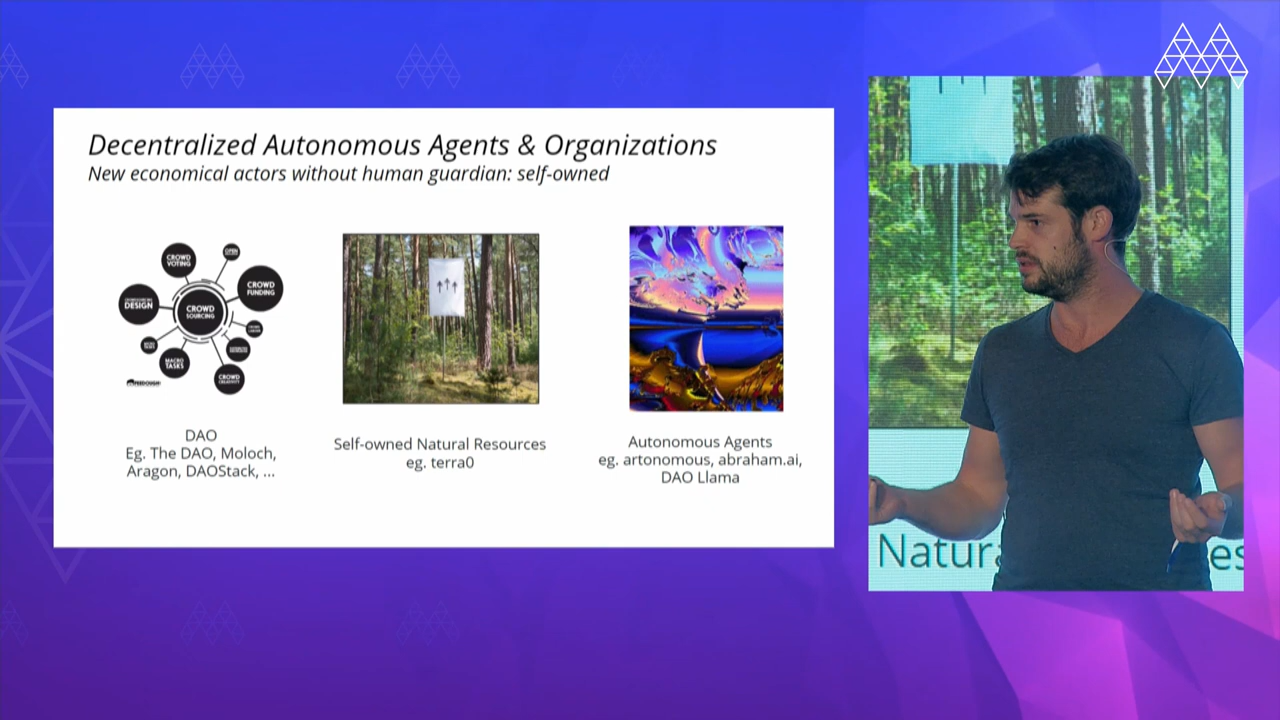 Decentralized Autonomous Agents & Organizations
New economical actors without human guardian: self-owned
CROWD
VOTING
OPEN
CROWD
FUNDING
DESIGN
CROWD
SOURCING
MACRO
TASKS
CROWD
CREATIVITY
DAO
Eg. The DAO, Moloch,
Aragon, DAOStack, ...
Self-owned Natural Resources
eg. terra0
Autonomous Agents
eg. artonomous, abraham.ai,
DAO Llama